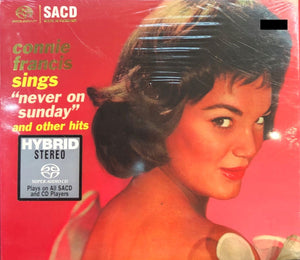 SACD
connie
francis
sings
"never on
sunday"
and other hits
HYBRID
STEREO
SUPER AUDIO CD
Plays on All SACD
and CD Players